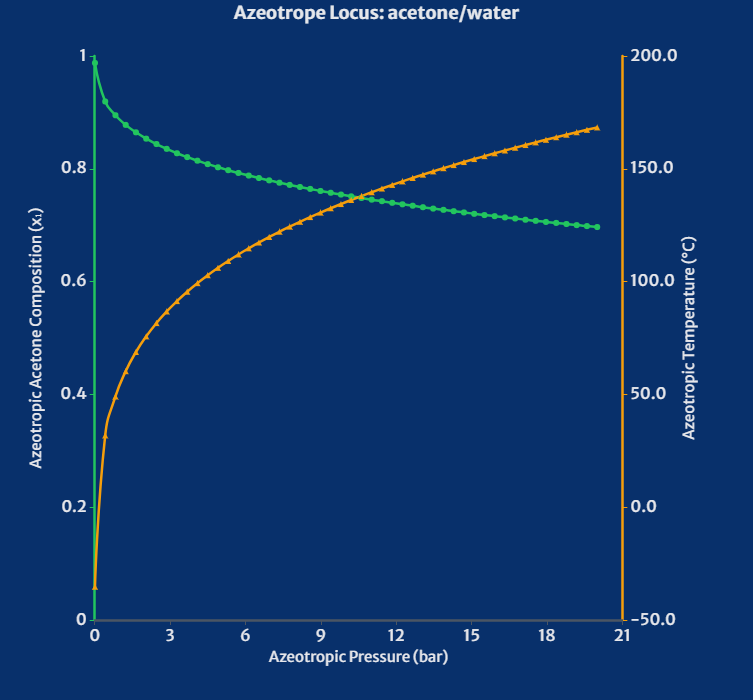 Azeotrope Locus: acetone/water
1
0.8
0.6
0.4
0.2
0
200.0
150.0
100.0
50.0
0.0
−50.0
0 3 6 9 12 15 18 21
Azeotropic Acetone Composition (x₁)
Azeotropic Temperature (°C)
Azeotropic Pressure (bar)